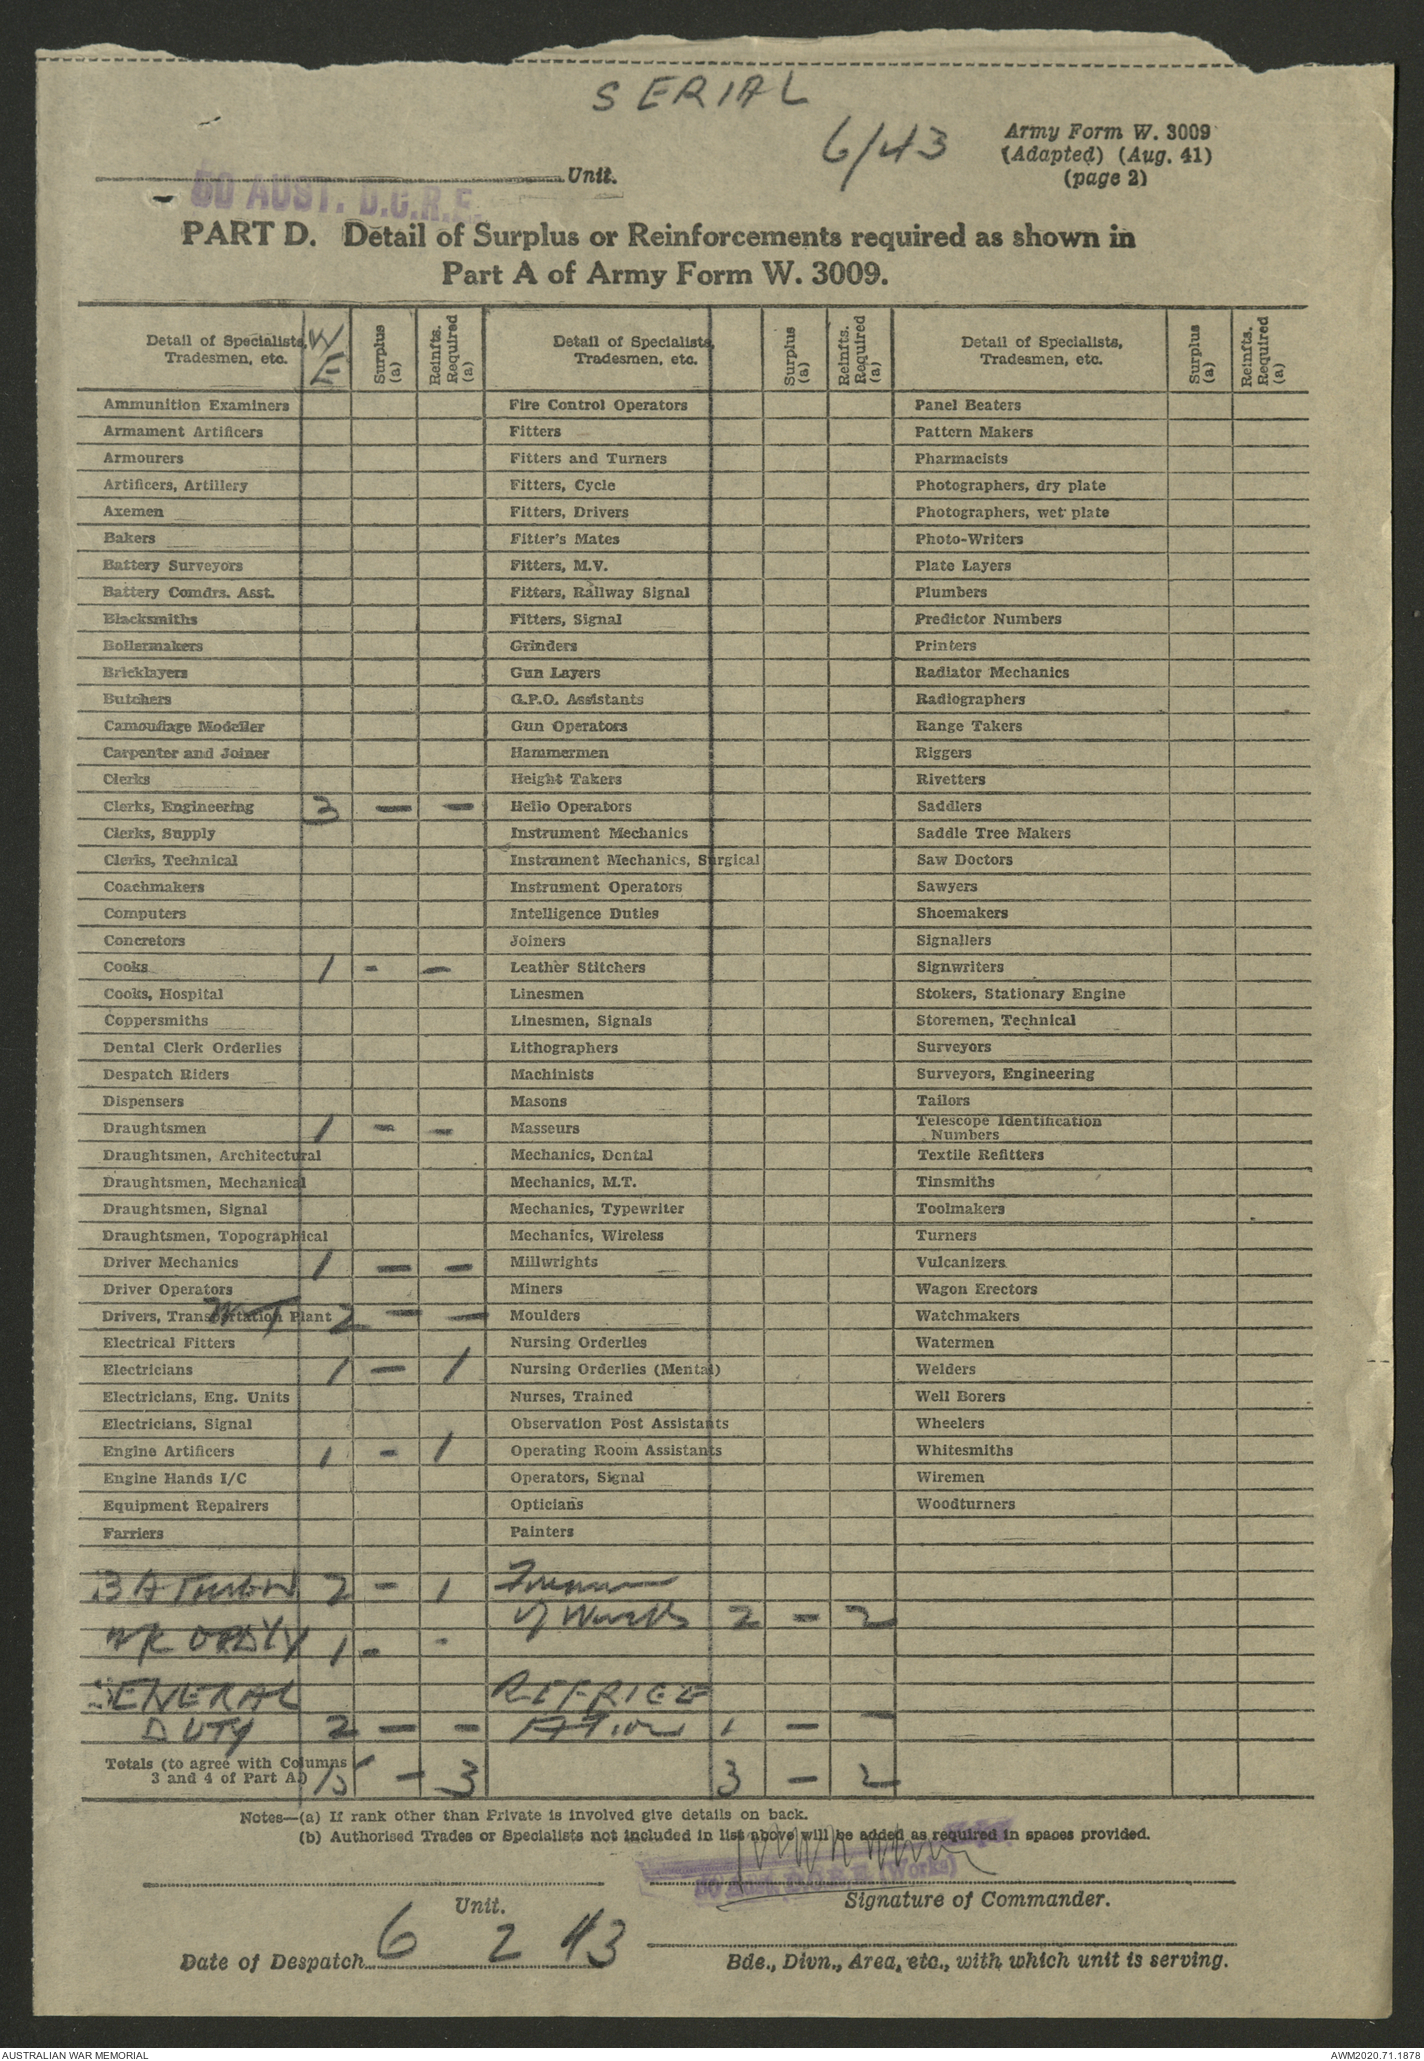 SERIAL
6/43
Army Form W. 3009
(Adapted) (Aug. 41)
(page 2)
50 AUST. D.C.R.E. Unit.
PART D. Detail of Surplus or Reinforcements required as shown in
Part A of Army Form W. 3009.
Detail of Specialists, Tradesmen, etc. W/E Surplus (a) Reinfts. Required (a) Detail of Specialists, Tradesmen, etc. Surplus (a) Reinfts. Required (a) Detail of Specialists, Tradesmen, etc. Surplus (a) Reinfts. Required (a)
Ammunition Examiners Fire Control Operators Panel Beaters
Armament Artificers Fitters Pattern Makers
Armourers Fitters and Turners Pharmacists
Artificers, Artillery Fitters, Cycle Photographers, dry plate
Axemen Fitters, Drivers Photographers, wet plate
Bakers Fitter's Mates Photo-Writers
Battery Surveyors Fitters, M.V. Plate Layers
Battery Comdrs. Asst. Fitters, Railway Signal Plumbers
Blacksmiths Fitters, Signal Predictor Numbers
Boilermakers Grinders Printers
Bricklayers Gun Layers Radiator Mechanics
Butchers G.P.O. Assistants Radiographers
Camouflage Modeller Gun Operators Range Takers
Carpenter and Joiner Hammermen Riggers
Clerks Height Takers Rivetters
Clerks, Engineering 3 — — Helio Operators Saddlers
Clerks, Supply Instrument Mechanics Saddle Tree Makers
Clerks, Technical Instrument Mechanics, Surgical Saw Doctors
Coachmakers Instrument Operators Sawyers
Computers Intelligence Duties Shoemakers
Concretors Joiners Signallers
Cooks 1 - — Leather Stitchers Signwriters
Cooks, Hospital Linesmen Stokers, Stationary Engine
Coppersmiths Linesmen, Signals Storemen, Technical
Dental Clerk Orderlies Lithographers Surveyors
Despatch Riders Machinists Surveyors, Engineering
Dispensers Masons Tailors
Draughtsmen 1 - - Masseurs Telescope Identification Numbers
Draughtsmen, Architectural Mechanics, Dental Textile Refitters
Draughtsmen, Mechanical Mechanics, M.T. Tinsmiths
Draughtsmen, Signal Mechanics, Typewriter Toolmakers
Draughtsmen, Topographical Mechanics, Wireless Turners
Driver Mechanics 1 — — Millwrights Vulcanizers
Driver Operators Miners Wagon Erectors
Drivers, Transportation Plant 2 — — Moulders Watchmakers
Electrical Fitters Nursing Orderlies Watermen
Electricians 1 — 1 Nursing Orderlies (Mental) Welders
Electricians, Eng. Units Nurses, Trained Well Borers
Electricians, Signal Observation Post Assistants Wheelers
Engine Artificers 1 - 1 Operating Room Assistants Whitesmiths
Engine Hands I/C Operators, Signal Wiremen
Equipment Repairers Opticians Woodturners
Farriers Painters
BATMEN 2 - 1 Foreman
of Works 2 - 2
ORDLY 1 - -
GENERAL REFRIGE
DUTY 2 — — ATION 1 — —
Totals (to agree with Columns 3 and 4 of Part A.) 15 — 3 3 — 2
Notes—(a) If rank other than Private is involved give details on back.
(b) Authorised Trades or Specialists not included in list above will be added as required in spaces provided.
50 Aust. D.C.R.E. (Works)
Unit.
Signature of Commander.
Date of Despatch 6 2 43
Bde., Divn., Area, etc., with which unit is serving.
AUSTRALIAN WAR MEMORIAL
AWM2020.71.1878